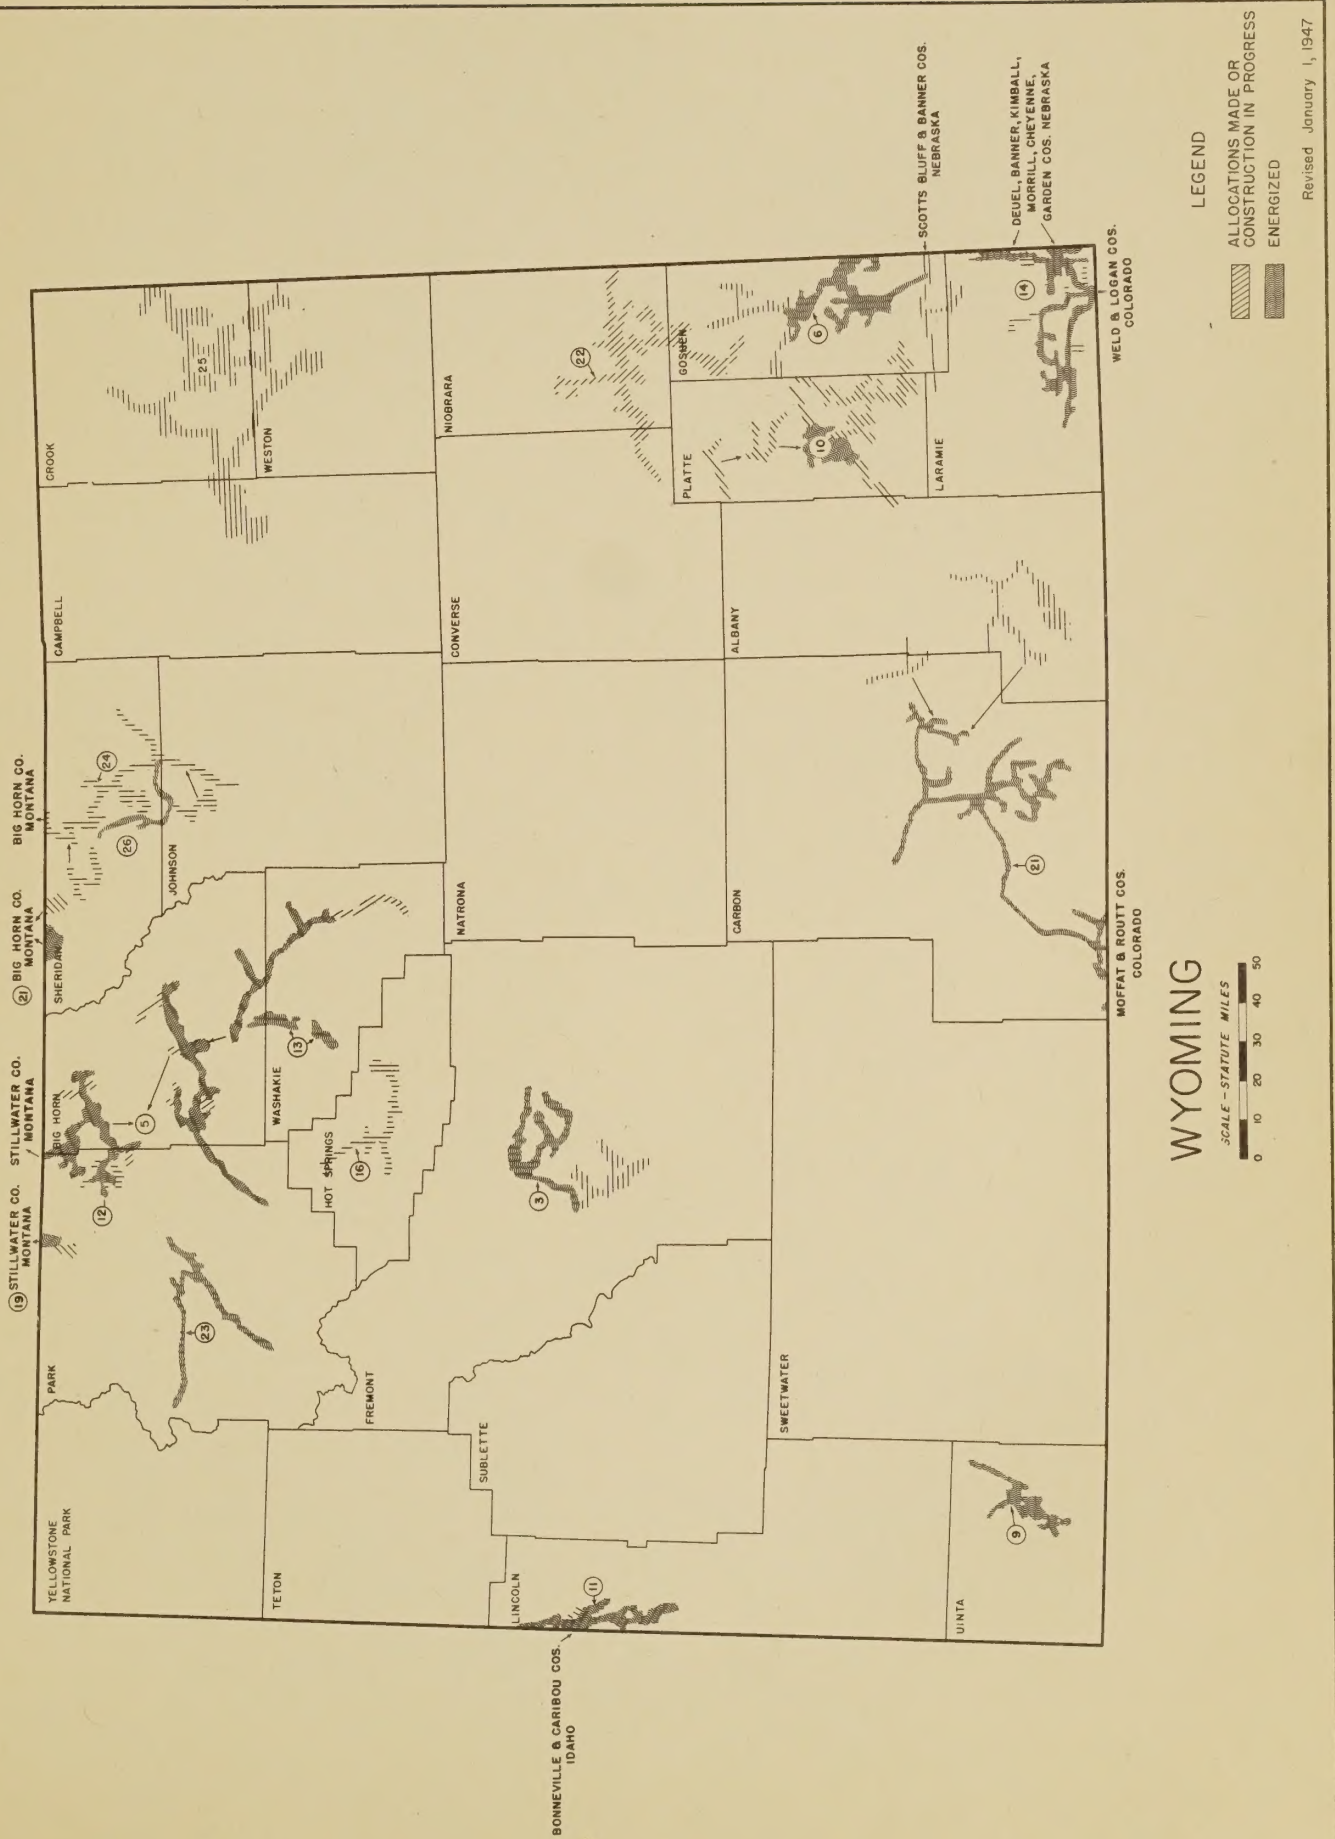 19 STILLWATER CO.
MONTANA
STILLWATER CO.
MONTANA
21 BIG HORN CO.
MONTANA
BIG HORN CO.
MONTANA
YELLOWSTONE
NATIONAL PARK
PARK
BIG HORN
SHERIDAN
CAMPBELL
CROOK
12
5
24
26
25
23
JOHNSON
WESTON
TETON
WASHAKIE
13
HOT SPRINGS
16
FREMONT
NATRONA
CONVERSE
NIOBRARA
22
SUBLETTE
LINCOLN
11
BONNEVILLE & CARIBOU COS.
IDAHO
3
PLATTE
GOSHEN
10
6
SWEETWATER
CARBON
ALBANY
LARAMIE
SCOTTS BLUFF & BANNER COS.
NEBRASKA
UINTA
9
21
14
DEUEL, BANNER, KIMBALL,
MORRILL, CHEYENNE,
GARDEN COS. NEBRASKA
MOFFAT & ROUTT COS.
COLORADO
WELD & LOGAN COS.
COLORADO
WYOMING
SCALE - STATUTE MILES
0 10 20 30 40 50
LEGEND
ALLOCATIONS MADE OR
CONSTRUCTION IN PROGRESS
ENERGIZED
Revised January 1, 1947